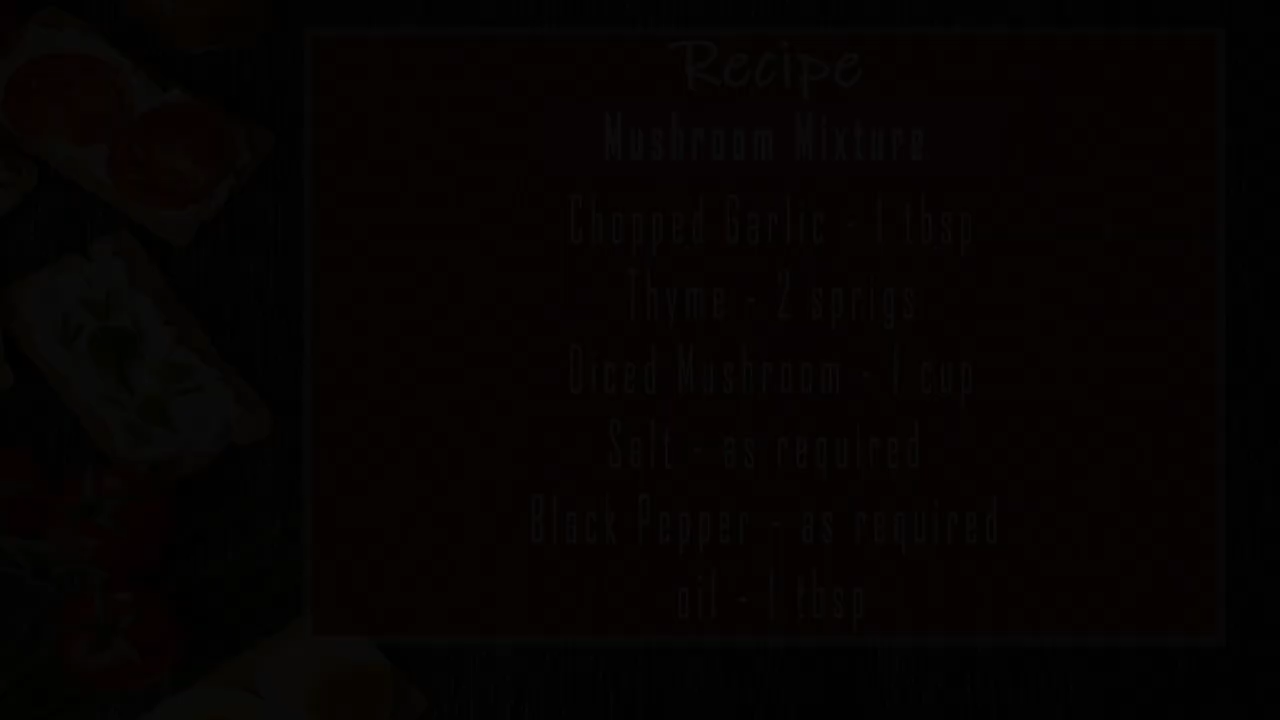 Recipe
Mushroom Mixture
Chopped Garlic - 1 tbsp
Thyme - 2 sprigs
Diced Mushroom - 1 cup
Salt - as required
Black Pepper - as required
oil - 1 tbsp